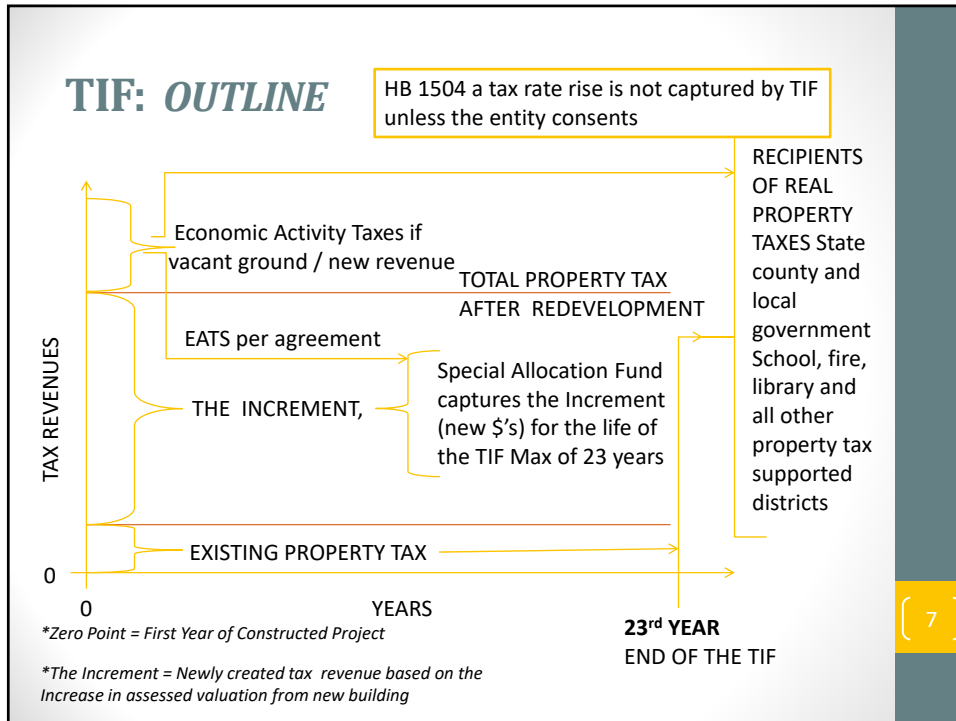 TIF: OUTLINE
HB 1504 a tax rate rise is not captured by TIF
unless the entity consents
RECIPIENTS
OF REAL
PROPERTY
TAXES State
county and
local
government
School, fire,
library and
all other
property tax
supported
districts
Economic Activity Taxes if
vacant ground / new revenue
TOTAL PROPERTY TAX
AFTER REDEVELOPMENT
EATS per agreement
TAX REVENUES
THE INCREMENT,
Special Allocation Fund
captures the Increment
(new $'s) for the life of
the TIF Max of 23 years
EXISTING PROPERTY TAX
0
0
YEARS
*Zero Point = First Year of Constructed Project
23rd YEAR
END OF THE TIF
*The Increment = Newly created tax revenue based on the
Increase in assessed valuation from new building
7